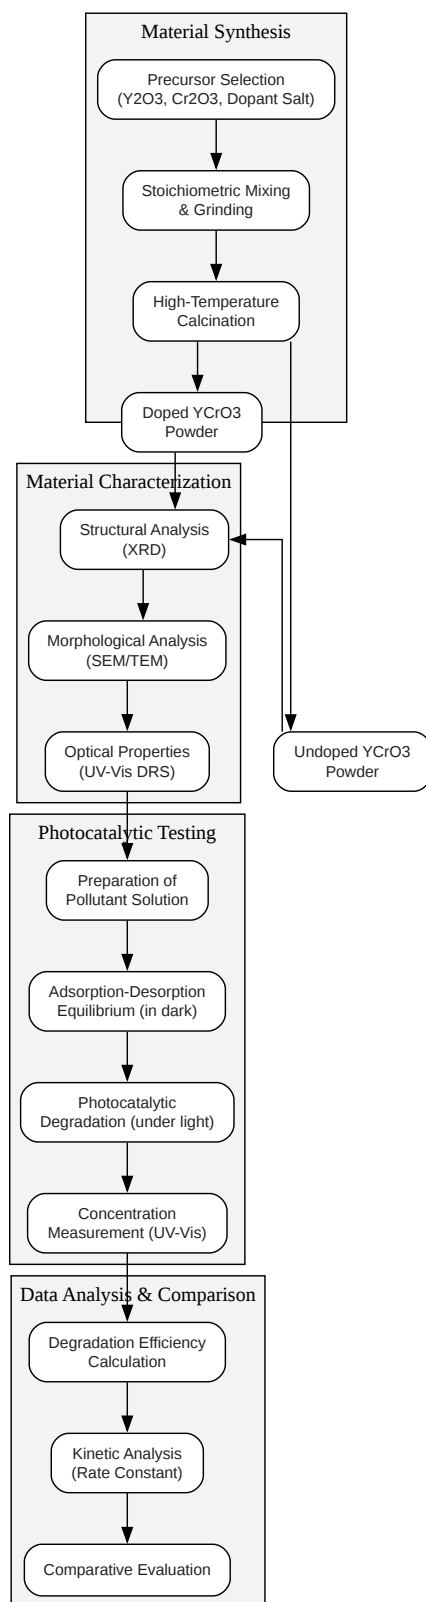 Material Synthesis
Precursor Selection
(Y2O3, Cr2O3, Dopant Salt)
Stoichiometric Mixing
& Grinding
High-Temperature
Calcination
Doped YCrO3
Powder
Material Characterization
Structural Analysis
(XRD)
Morphological Analysis
(SEM/TEM)
Optical Properties
(UV-Vis DRS)
Undoped YCrO3
Powder
Photocatalytic Testing
Preparation of
Pollutant Solution
Adsorption-Desorption
Equilibrium (in dark)
Photocatalytic
Degradation (under light)
Concentration
Measurement (UV-Vis)
Data Analysis & Comparison
Degradation Efficiency
Calculation
Kinetic Analysis
(Rate Constant)
Comparative Evaluation